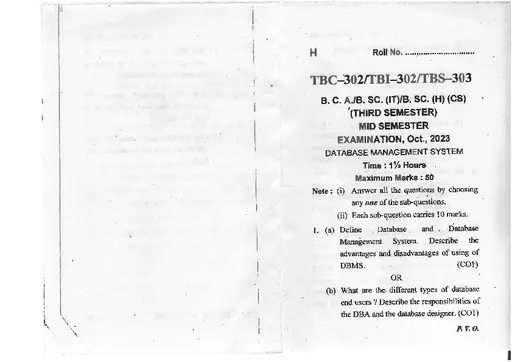 H Roll No. ..............................
TBC–302/TBI–302/TBS–303
B. C. A./B. SC. (IT)/B. SC. (H) (CS)
(THIRD SEMESTER)
MID SEMESTER
EXAMINATION, Oct., 2023
DATABASE MANAGEMENT SYSTEM
Time : 1½ Hours
Maximum Marks : 50
Note : (i) Answer all the questions by choosing
any one of the sub-questions.
(ii) Each sub-question carries 10 marks.
1. (a) Define Database and Database
Management System. Describe the
advantages and disadvantages of using of
DBMS. (CO1)
OR
(b) What are the different types of database
end users ? Describe the responsibilities of
the DBA and the database designer. (CO1)
P. T. O.